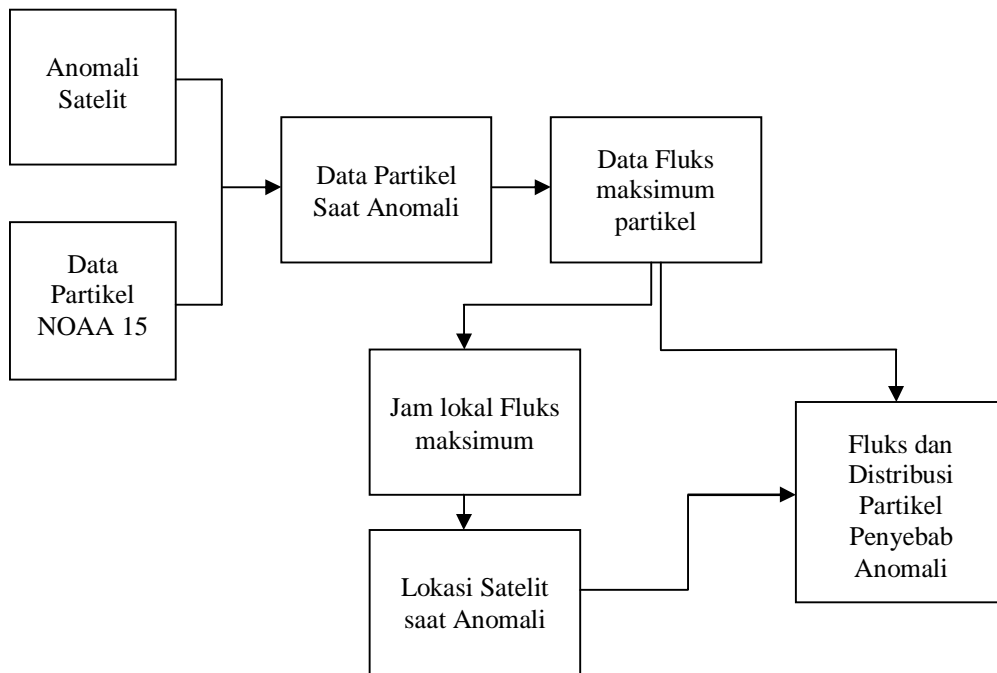 Anomali
Satelit
Data
Partikel
NOAA 15
Data Partikel
Saat Anomali
Data Fluks
maksimum
partikel
Jam lokal Fluks
maksimum
Lokasi Satelit
saat Anomali
Fluks dan
Distribusi
Partikel
Penyebab
Anomali